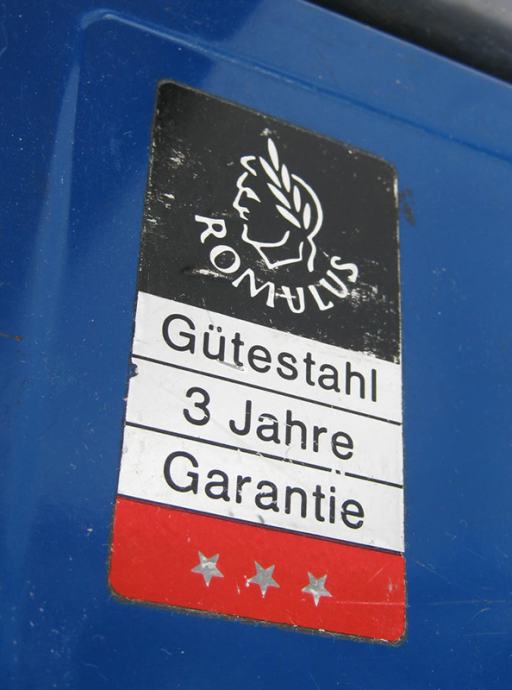 ROMULUS
Gütestahl
3 Jahre
Garantie